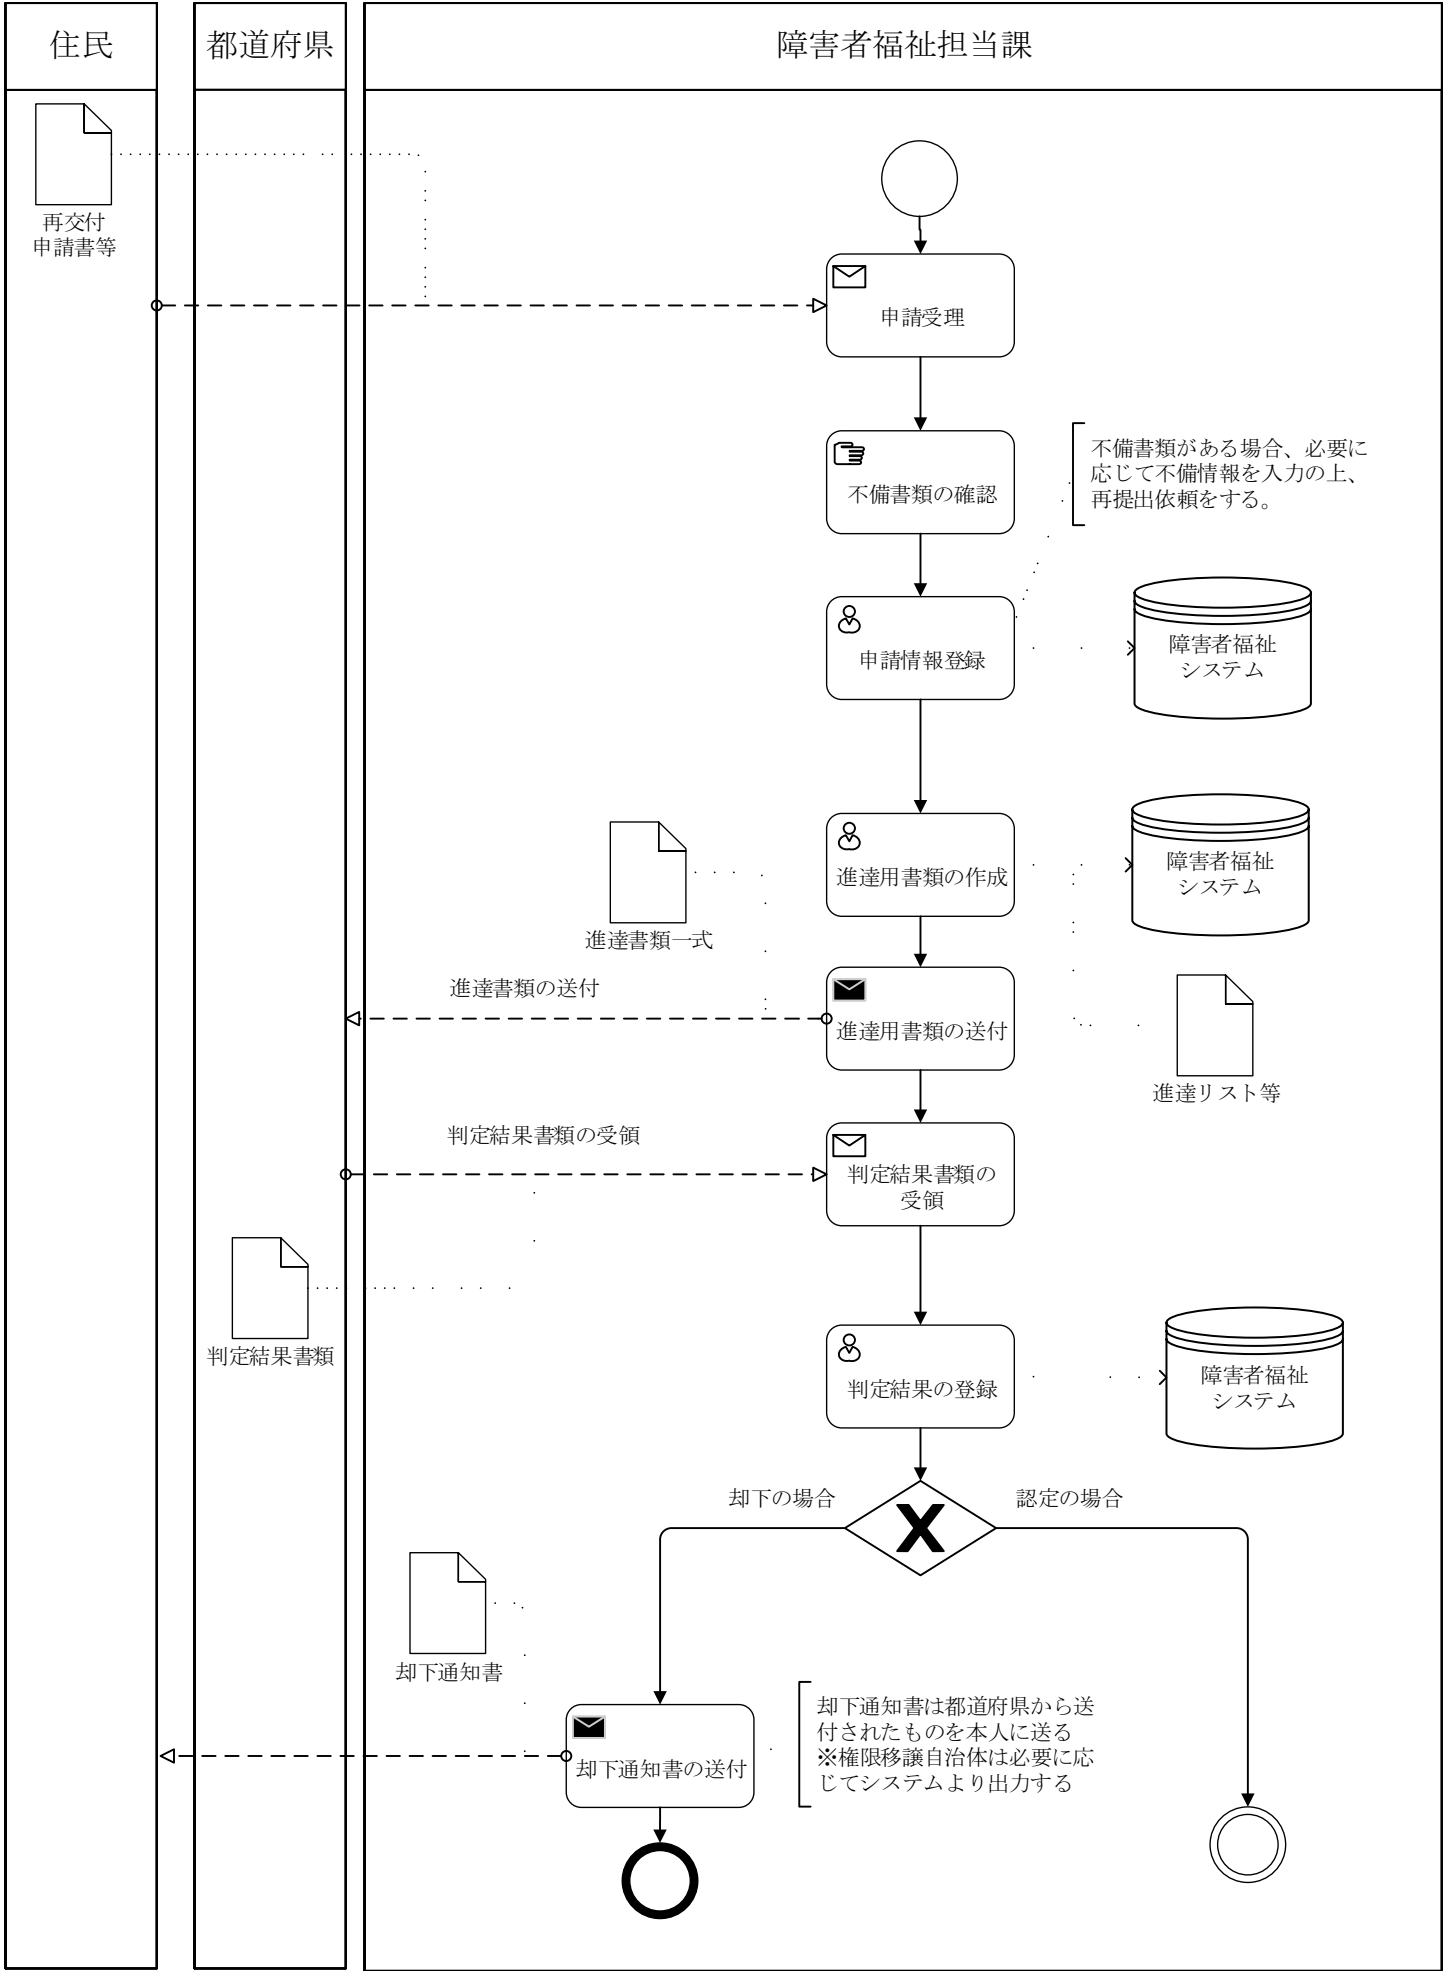 住民
都道府県
障害者福祉担当課
再交付
申請書等
申請受理
不備書類の確認
不備書類がある場合、必要に
応じて不備情報を入力の上、
再提出依頼をする。
申請情報登録
障害者福祉
システム
進達書類一式
進達用書類の作成
障害者福祉
システム
進達書類の送付
進達用書類の送付
進達リスト等
判定結果書類の受領
判定結果書類の
受領
判定結果書類
判定結果の登録
障害者福祉
システム
却下の場合
認定の場合
却下通知書
却下通知書の送付
却下通知書は都道府県から送
付されたものを本人に送る
※権限移譲自治体は必要に応
じてシステムより出力する